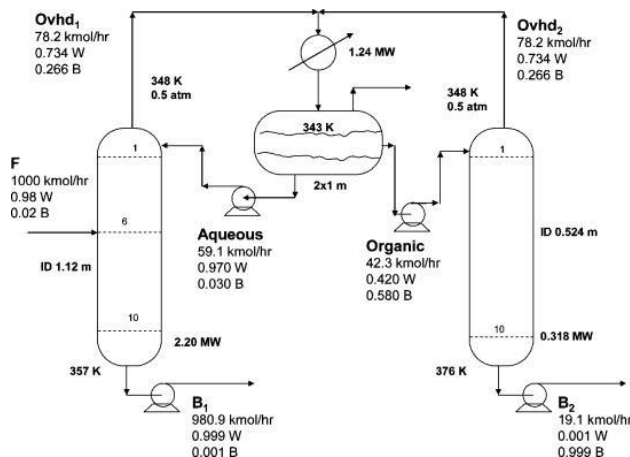 Ovhd1
78.2 kmol/hr
0.734 W
0.266 B
348 K
0.5 atm
1.24 MW
Ovhd2
78.2 kmol/hr
0.734 W
0.266 B
348 K
0.5 atm
343 K
2x1 m
F
1000 kmol/hr
0.98 W
0.02 B
1
6
10
ID 1.12 m
2.20 MW
357 K
Aqueous
59.1 kmol/hr
0.970 W
0.030 B
Organic
42.3 kmol/hr
0.420 W
0.580 B
1
10
ID 0.524 m
0.318 MW
376 K
B1
980.9 kmol/hr
0.999 W
0.001 B
B2
19.1 kmol/hr
0.001 W
0.999 B